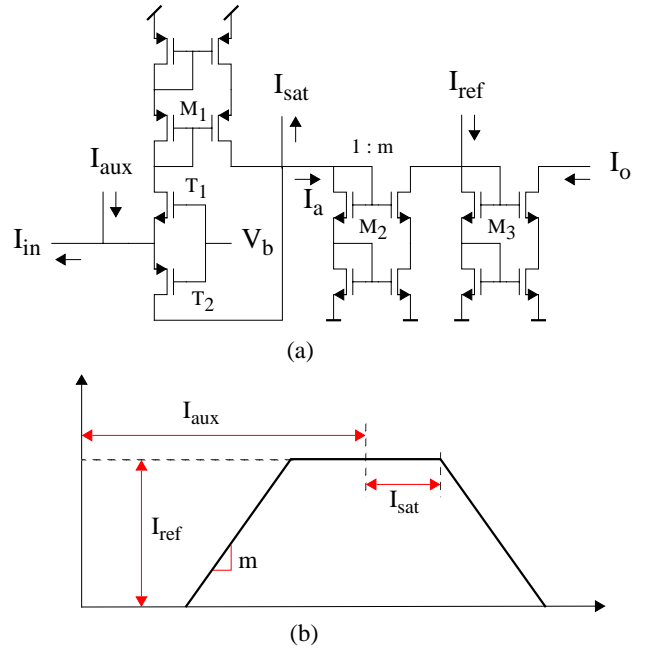 I_sat
I_ref
M_1
1 : m
I_aux
T_1
I_a
M_2
M_3
I_o
I_in
V_b
T_2
(a)
I_aux
I_sat
I_ref
m
(b)